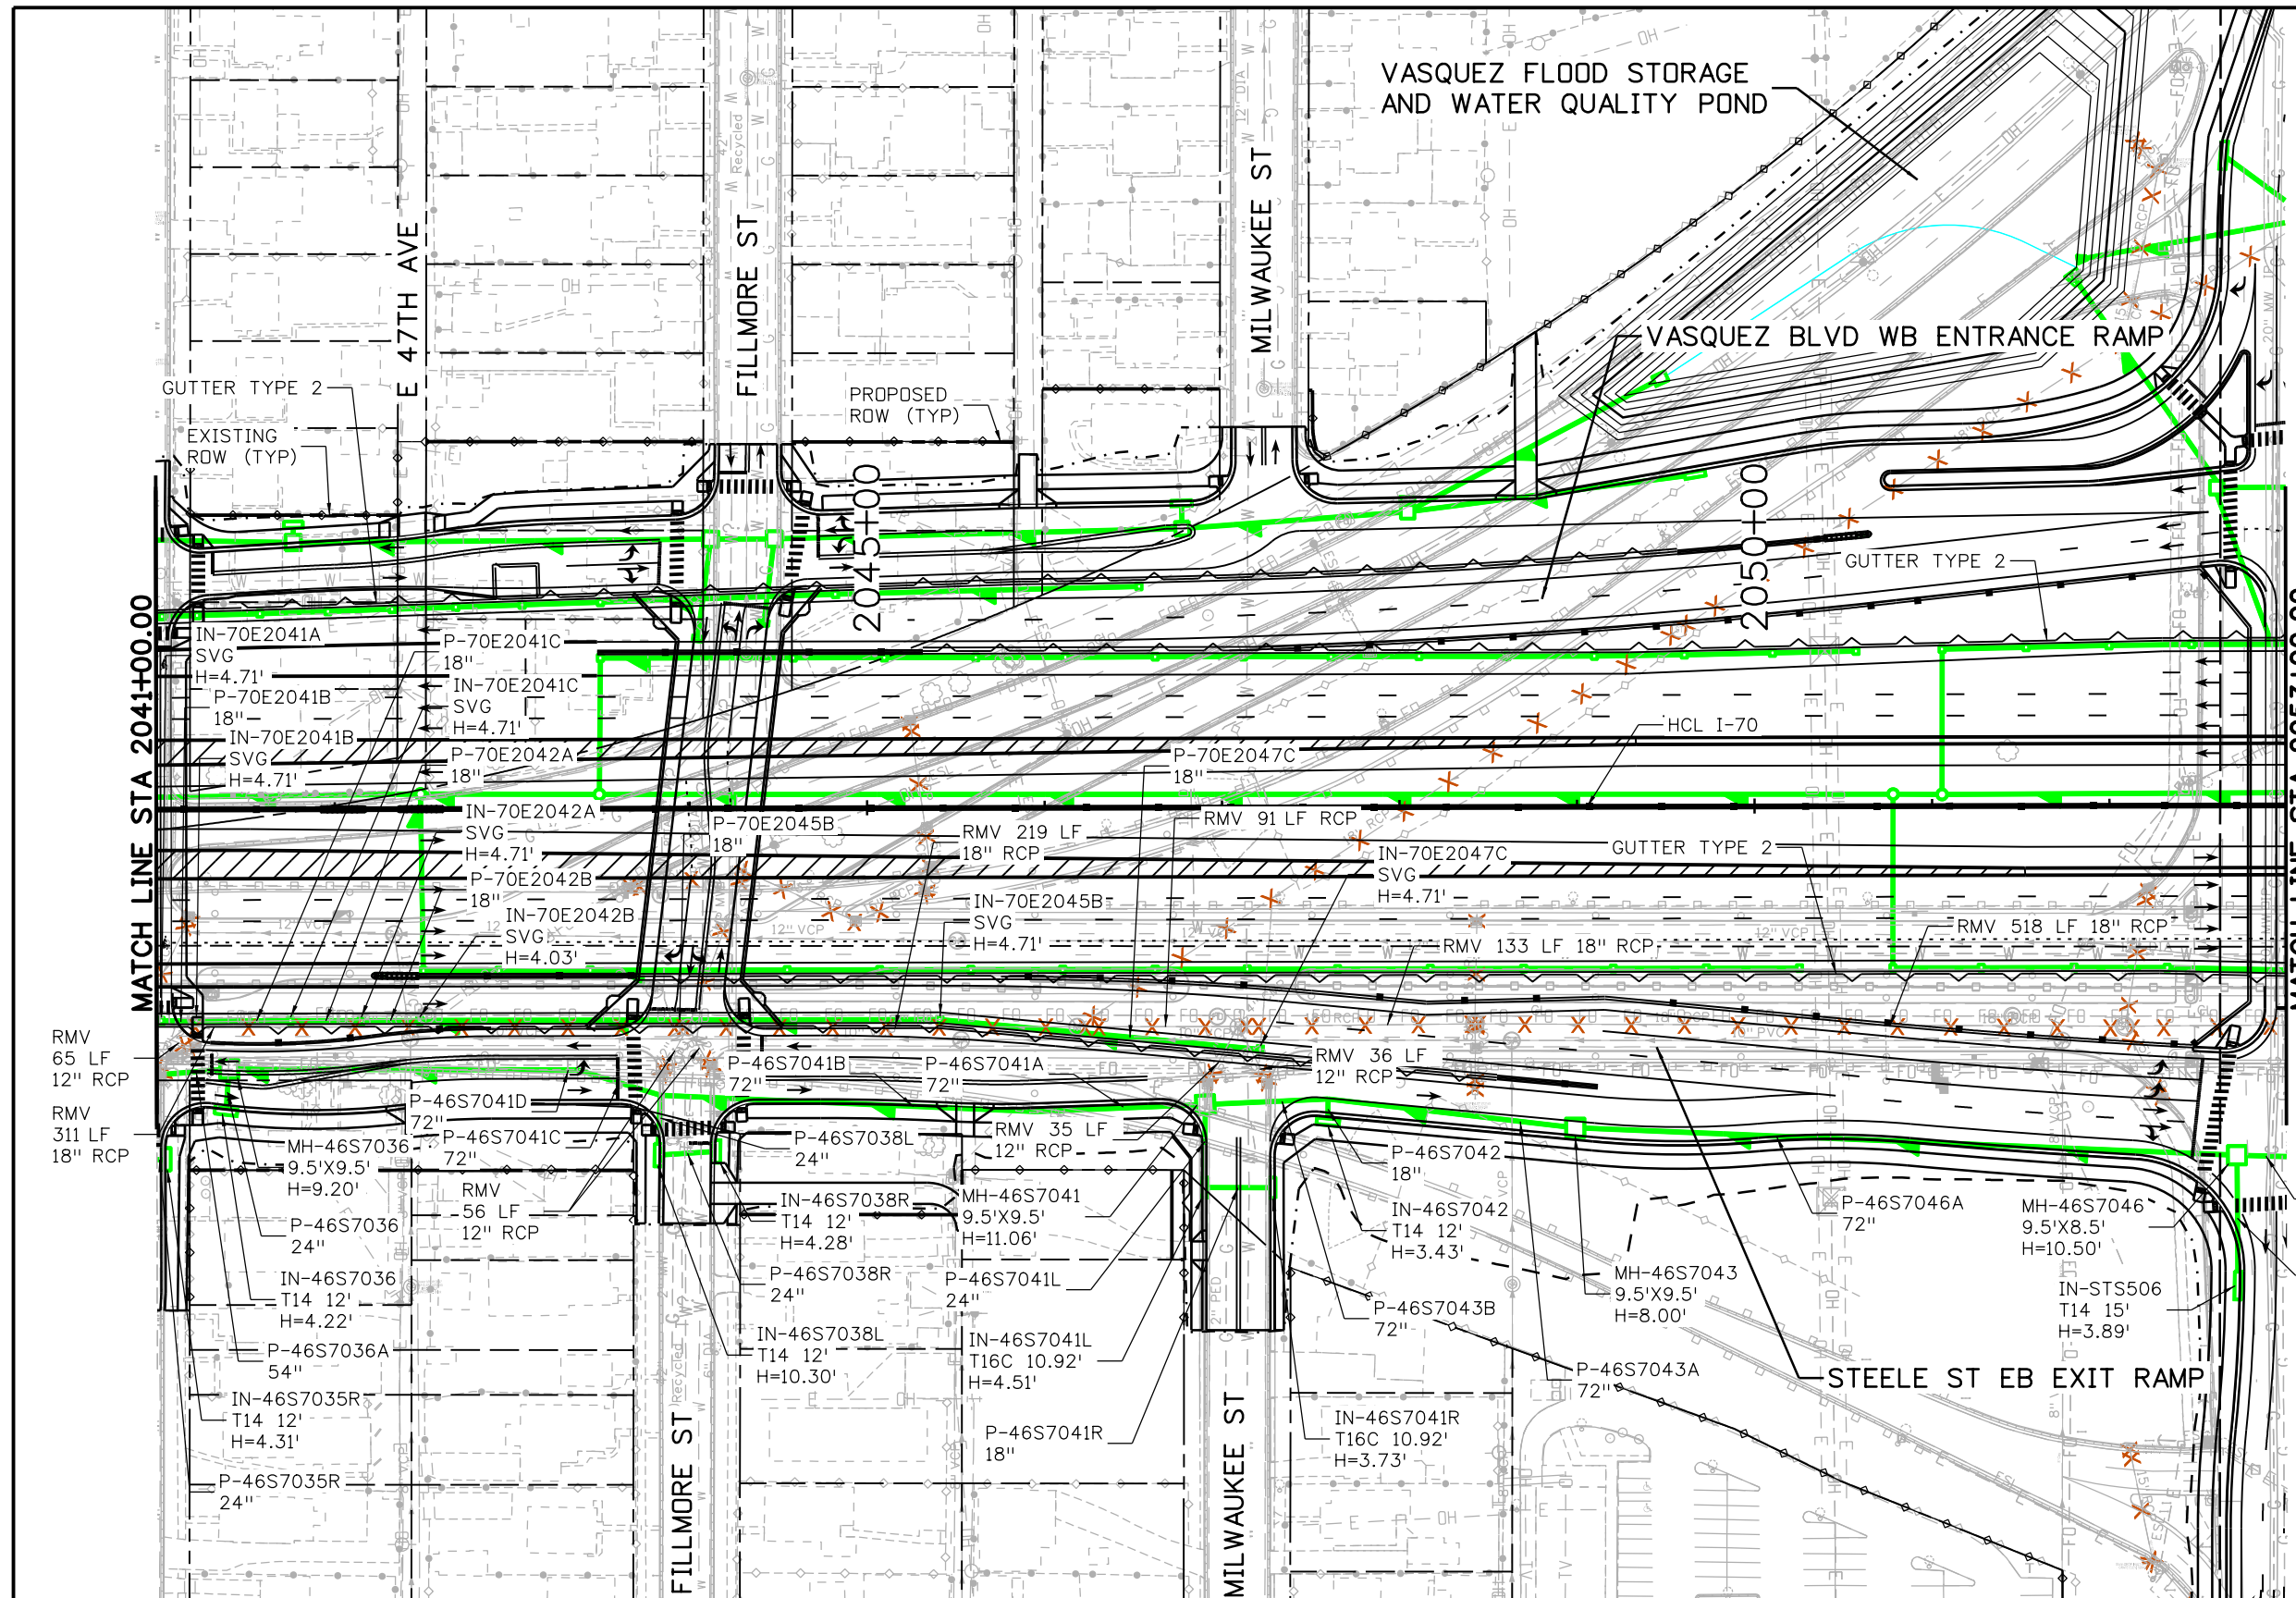 VASQUEZ FLOOD STORAGE
AND WATER QUALITY POND
E 47TH AVE
FILLMORE ST
MILWAUKEE ST
VASQUEZ BLVD WB ENTRANCE RAMP
GUTTER TYPE 2
EXISTING
ROW (TYP)
PROPOSED
ROW (TYP)
2045+00
2050+00
GUTTER TYPE 2
MATCH LINE STA 2041+00.00
IN-70E2041A
SVG
H=4.71'
P-70E2041B
18"
IN-70E2041B
SVG
H=4.71'
P-70E2041C
18"
IN-70E2041C
SVG
H=4.71'
P-70E2042A
18"
IN-70E2042A
SVG
H=4.71'
P-70E2042B
18"
IN-70E2042B
SVG
H=4.03'
P-70E2045B
18"
RMV 219 LF
18" RCP
IN-70E2045B
SVG
H=4.71'
P-70E2047C
18"
RMV 91 LF RCP
IN-70E2047C
SVG
H=4.71'
HCL I-70
GUTTER TYPE 2
RMV 133 LF 18" RCP
RMV 518 LF 18" RCP
12" VCP
12" VCP
12" VCP
RMV
65 LF
12" RCP
RMV
311 LF
18" RCP
P-46S7041D
72"
P-46S7041C
72"
MH-46S7036
9.5'X9.5'
H=9.20'
P-46S7036
24"
IN-46S7036
T14 12'
H=4.22'
P-46S7036A
54"
IN-46S7035R
T14 12'
H=4.31'
P-46S7035R
24"
RMV
56 LF
12" RCP
P-46S7041B
72"
P-46S7041A
72"
P-46S7038L
24"
IN-46S7038R
T14 12'
H=4.28'
P-46S7038R
24"
IN-46S7038L
T14 12'
H=10.30'
RMV 35 LF
12" RCP
MH-46S7041
9.5'X9.5'
H=11.06'
P-46S7041L
24"
IN-46S7041L
T16C 10.92'
H=4.51'
P-46S7041R
18"
RMV 36 LF
12" RCP
P-46S7042
18"
IN-46S7042
T14 12'
H=3.43'
P-46S7043B
72"
IN-46S7041R
T16C 10.92'
H=3.73'
MH-46S7043
9.5'X9.5'
H=8.00'
P-46S7043A
72"
P-46S7046A
72"
MH-46S7046
9.5'X8.5'
H=10.50'
IN-STS506
T14 15'
H=3.89'
STEELE ST EB EXIT RAMP
FILLMORE ST
MILWAUKEE ST